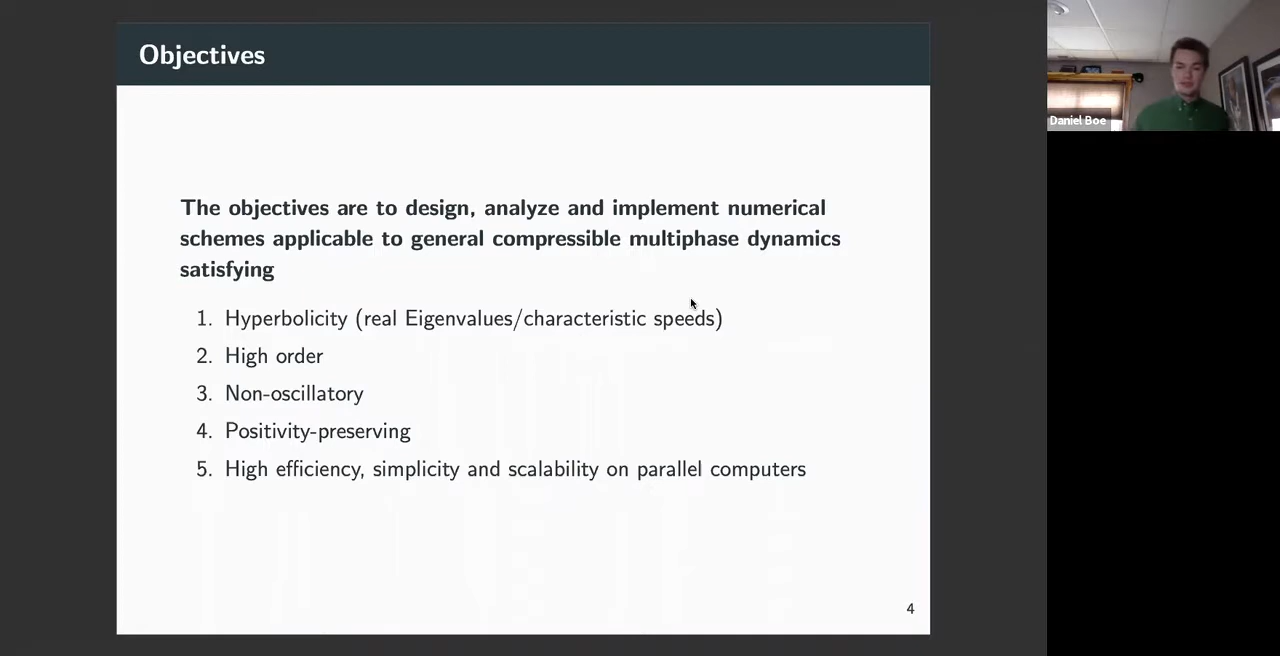 Objectives
The objectives are to design, analyze and implement numerical
schemes applicable to general compressible multiphase dynamics
satisfying
1. Hyperbolicity (real Eigenvalues/characteristic speeds)
2. High order
3. Non-oscillatory
4. Positivity-preserving
5. High efficiency, simplicity and scalability on parallel computers
4
Daniel Boe